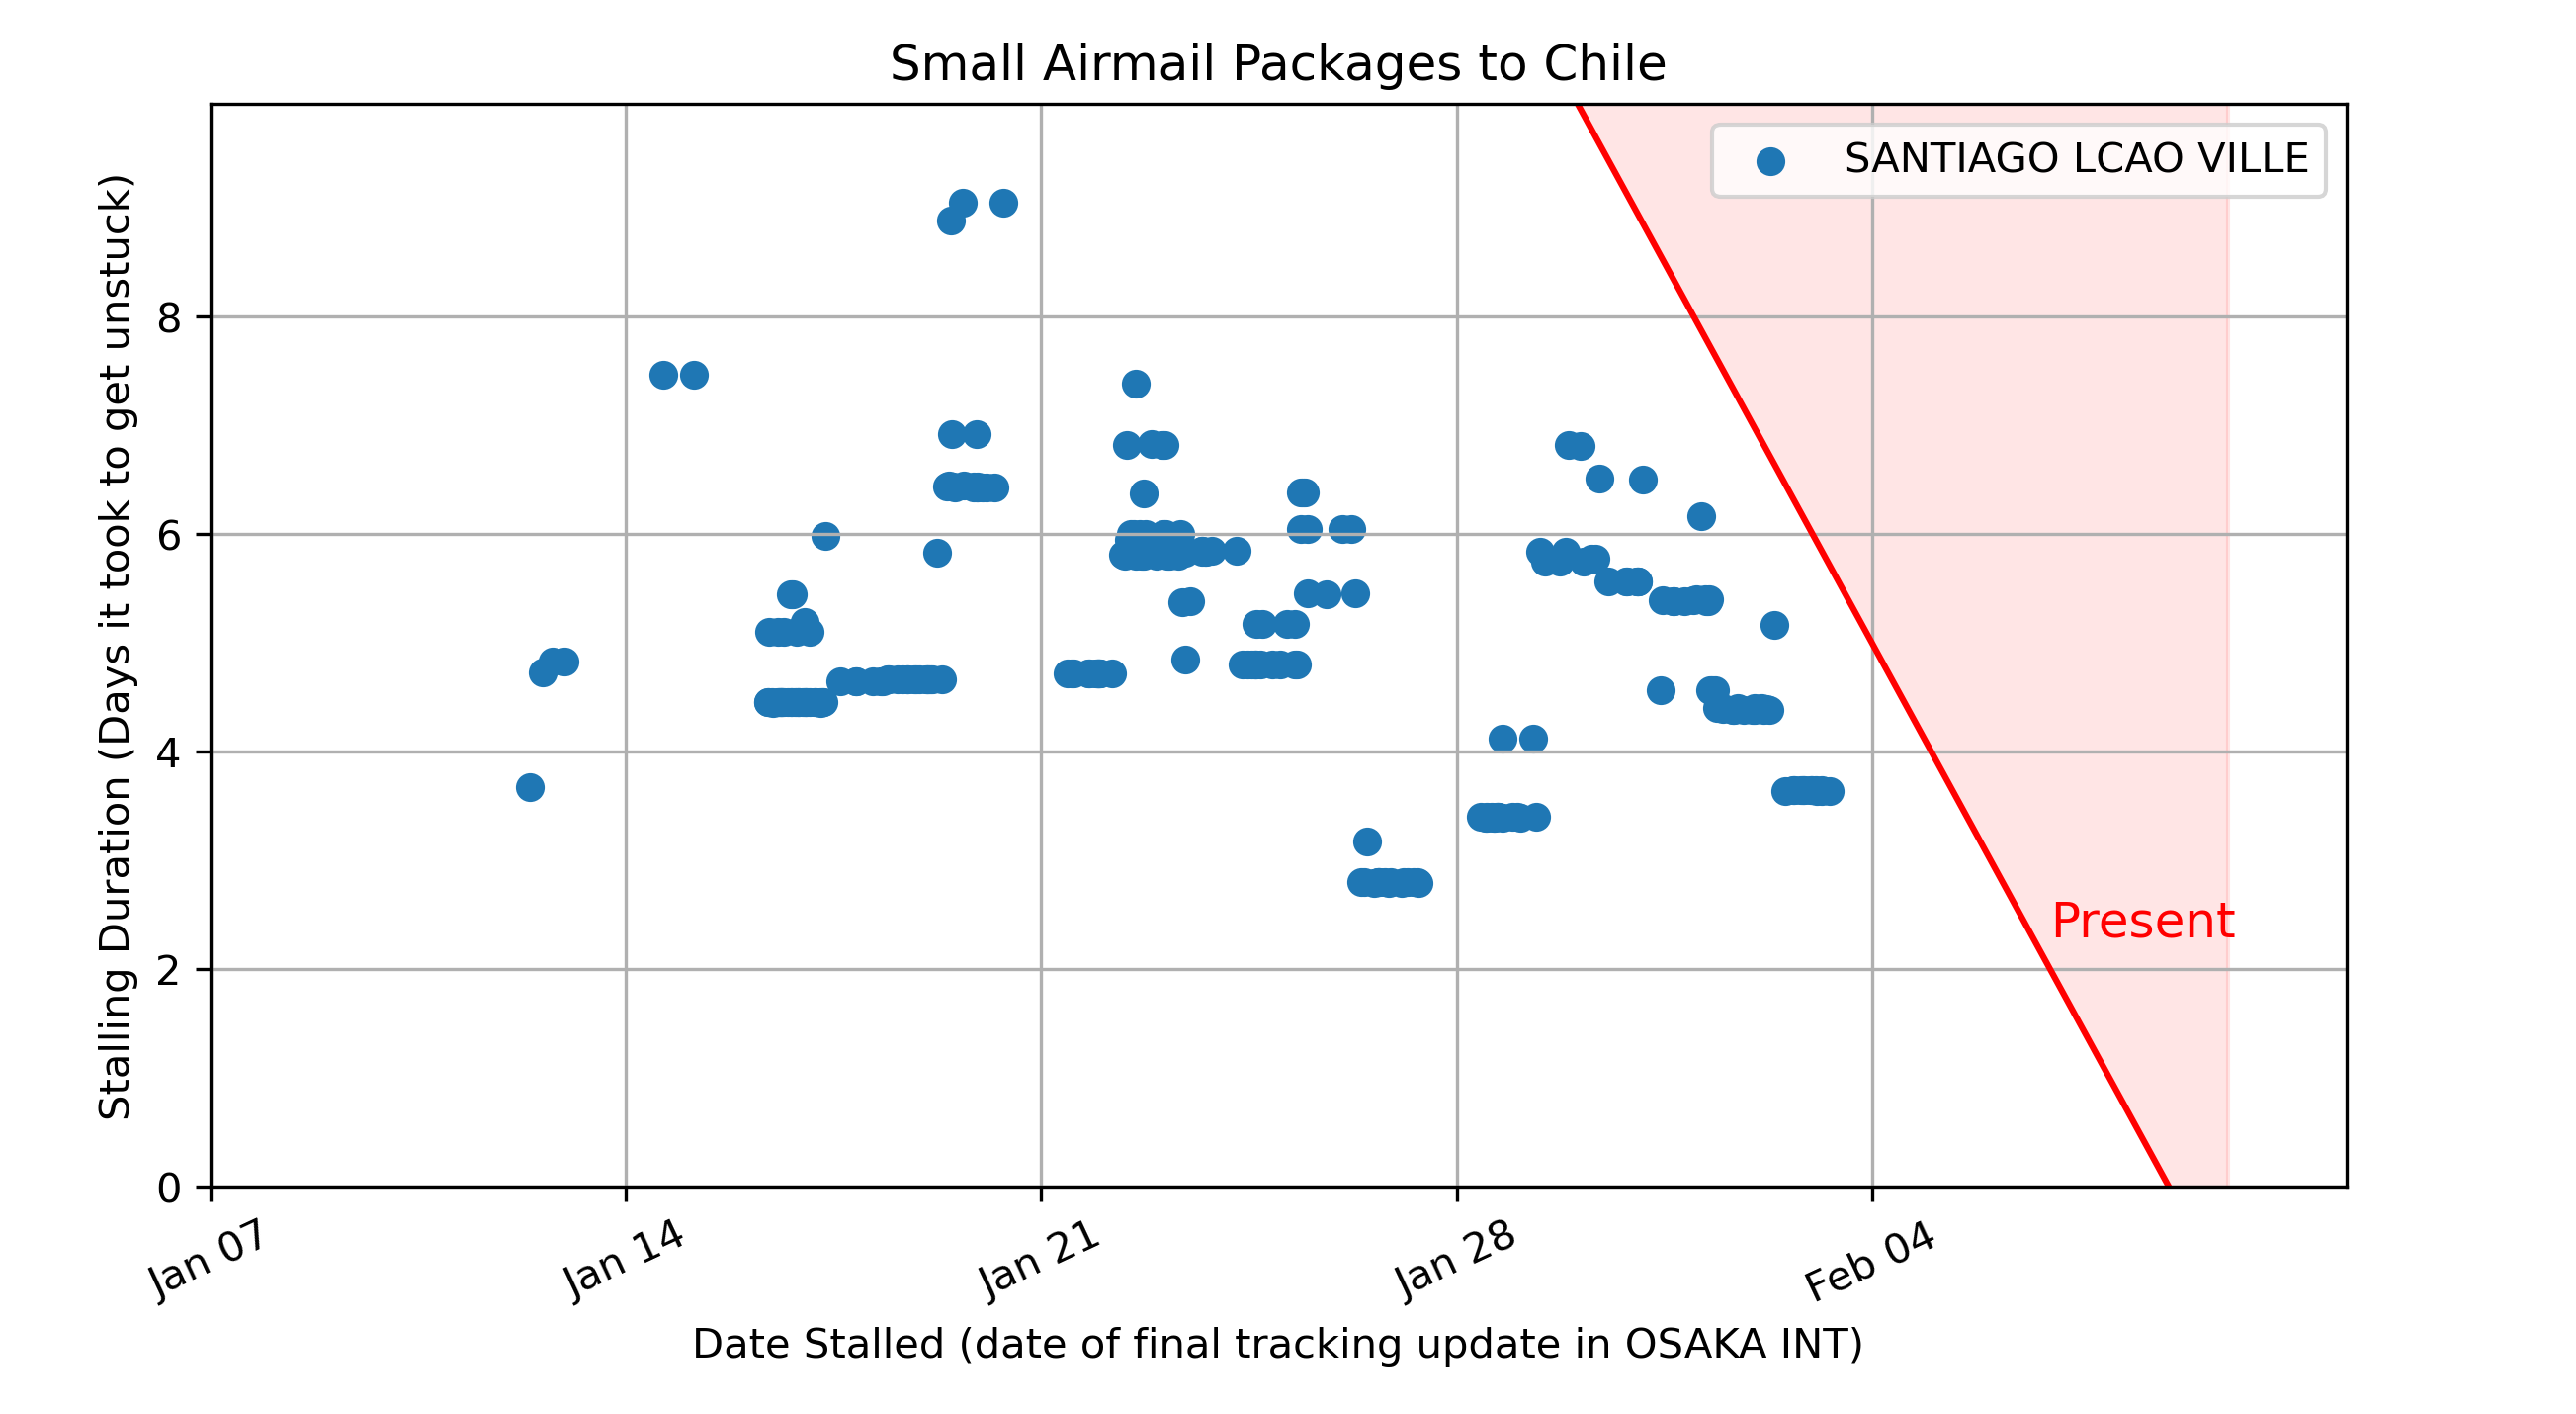 Small Airmail Packages to Chile
SANTIAGO LCAO VILLE
Stalling Duration (Days it took to get unstuck)
8
6
4
2
0
Present
Jan 07
Jan 14
Jan 21
Jan 28
Feb 04
Date Stalled (date of final tracking update in OSAKA INT)